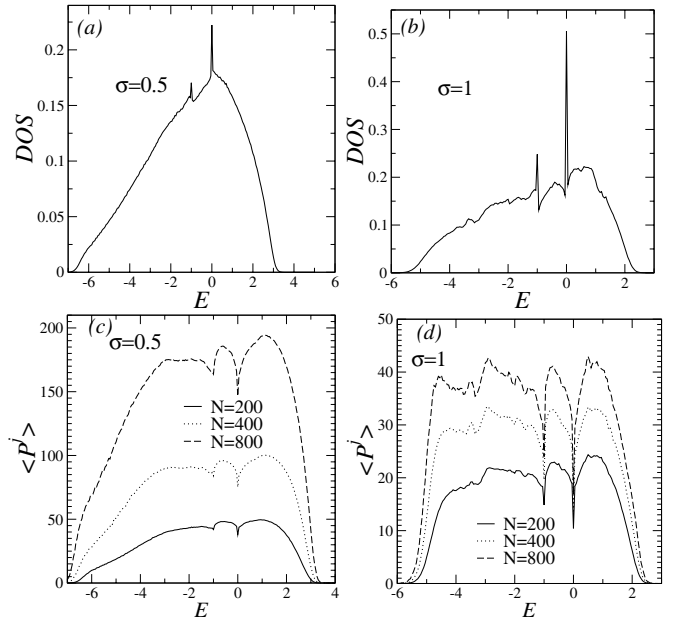 (a)
σ=0.5
DOS
0.2
0.15
0.1
0.05
0
-6 -4 -2 0 2 4 6
E
(b)
σ=1
DOS
0.5
0.4
0.3
0.2
0.1
0.0
-4 -2 0 2
E
(c)
σ=0.5
<P^j>
200
150
100
50
0
N=200
N=400
N=800
-6 -4 -2 0 2 4
E
(d)
σ=1
<P^j>
50
40
30
20
10
0
N=200
N=400
N=800
-6 -4 -2 0 2
E